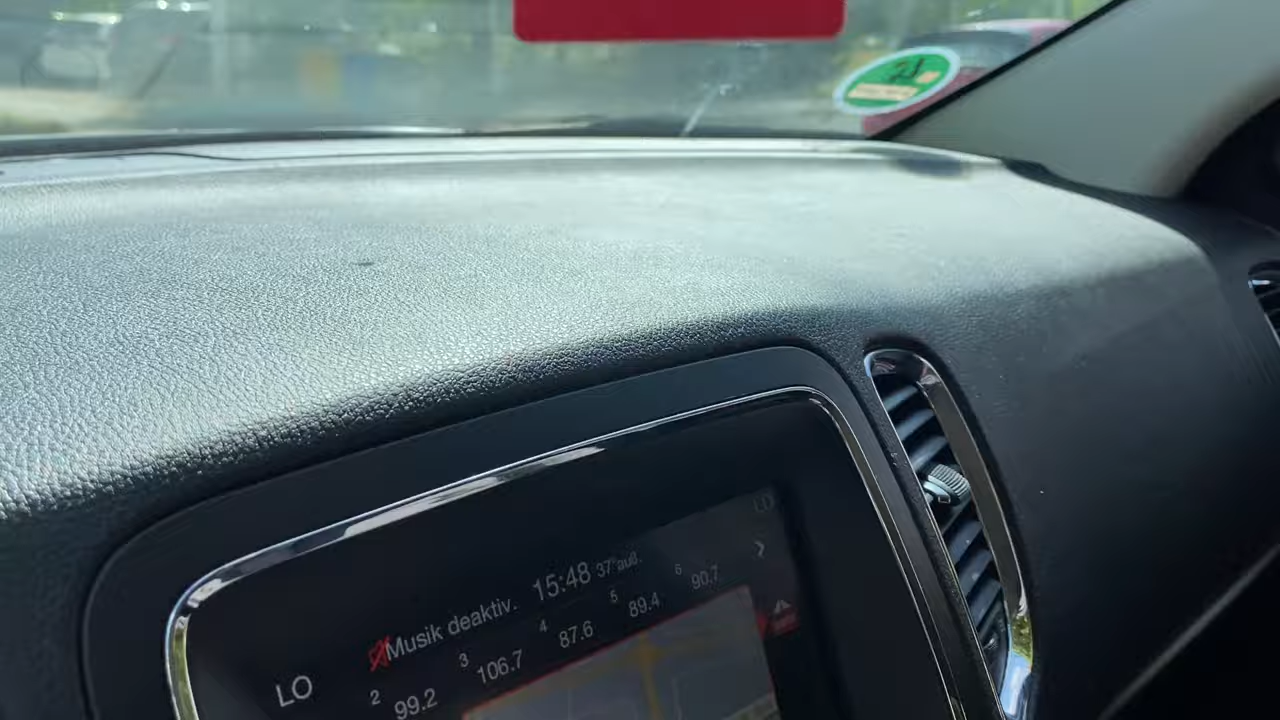 LO
15:48 37°auß.
Musik deaktiv.
LO
2 99.2
3 106.7
4 87.6
5 89.4
6 90.7